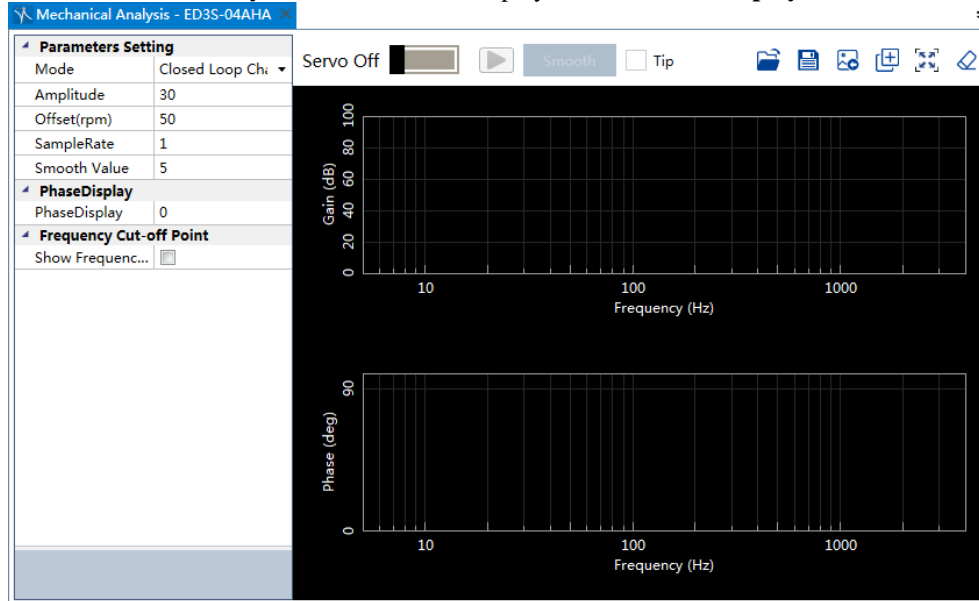 Mechanical Analysis - ED3S-04AHA
Parameters Setting
Mode Closed Loop Cha
Amplitude 30
Offset(rpm) 50
SampleRate 1
Smooth Value 5
PhaseDisplay
PhaseDisplay 0
Frequency Cut-off Point
Show Frequenc...
Servo Off Smooth Tip
Gain (dB)
100
80
60
40
20
0
10 100 1000
Frequency (Hz)
Phase (deg)
90
0
10 100 1000
Frequency (Hz)